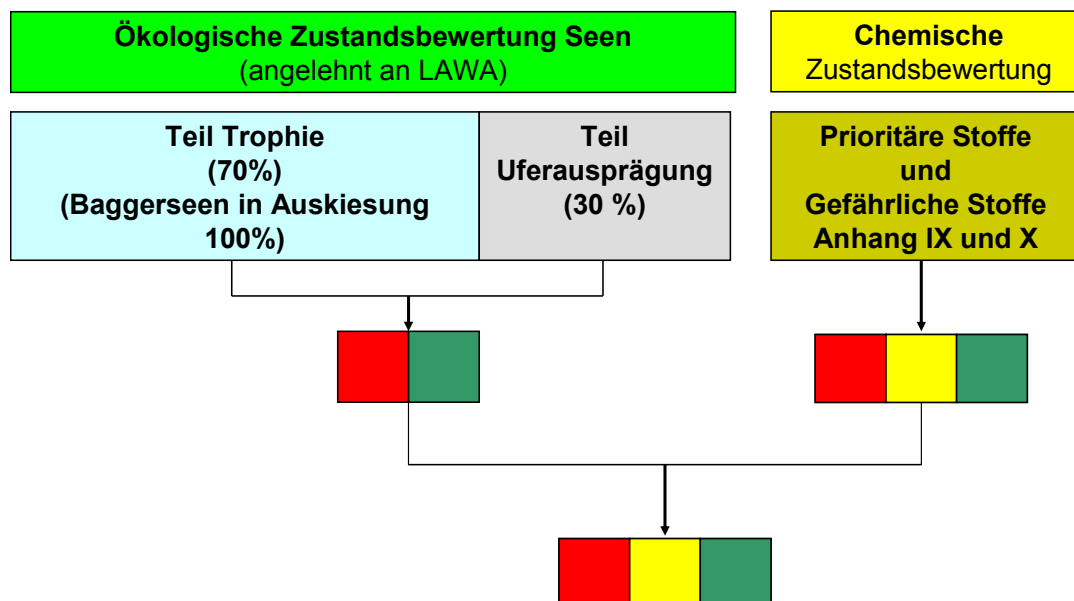 Ökologische Zustandsbewertung Seen
(angelehnt an LAWA)
Chemische
Zustandsbewertung
Teil Trophie
(70%)
(Baggerseen in Auskiesung
100%)
Teil
Uferausprägung
(30 %)
Prioritäre Stoffe
und
Gefährliche Stoffe
Anhang IX und X